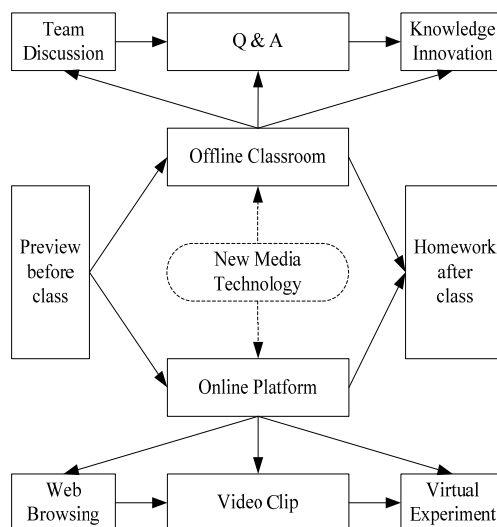 Team
Discussion
Q & A
Knowledge
Innovation
Offline Classroom
Preview
before
class
New Media
Technology
Homework
after
class
Online Platform
Web
Browsing
Video Clip
Virtual
Experiment